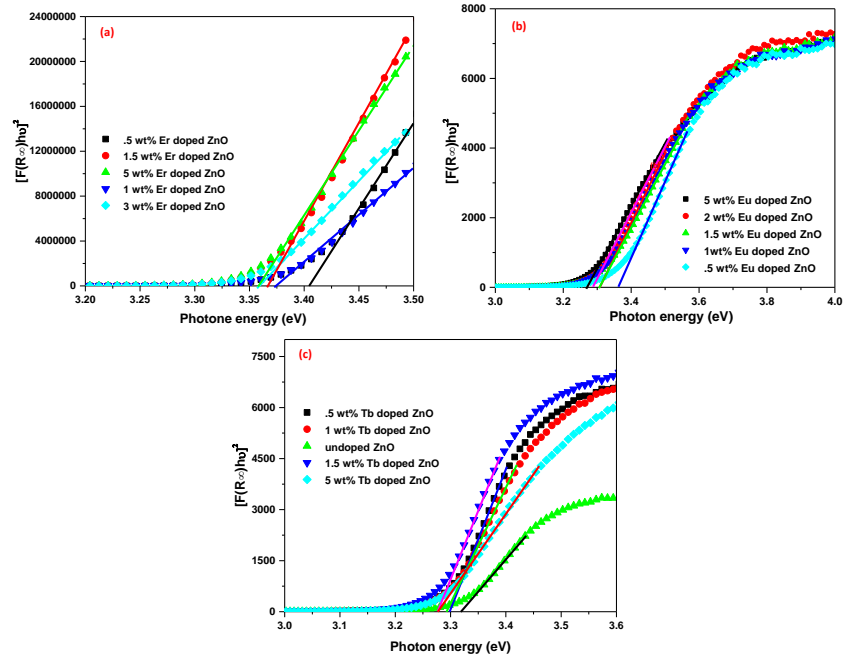 (a)
[F(R∞)hυ]²
24000000
20000000
16000000
12000000
8000000
4000000
0
.5 wt% Er doped ZnO
1.5 wt% Er doped ZnO
5 wt% Er doped ZnO
1 wt% Er doped ZnO
3 wt% Er doped ZnO
3.20 3.25 3.30 3.35 3.40 3.45 3.50
Photone energy (eV)
(b)
[F(R∞)hυ]²
8000
6000
4000
2000
0
5 wt% Eu doped ZnO
2 wt% Eu doped ZnO
1.5 wt% Eu doped ZnO
1wt% Eu doped ZnO
.5 wt% Eu doped ZnO
3.0 3.2 3.4 3.6 3.8 4.0
Photon energy (eV)
(c)
[F(R∞)hυ]²
7500
6000
4500
3000
1500
0
.5 wt% Tb doped ZnO
1 wt% Tb doped ZnO
undoped ZnO
1.5 wt% Tb doped ZnO
5 wt% Tb doped ZnO
3.0 3.1 3.2 3.3 3.4 3.5 3.6
Photon energy (eV)